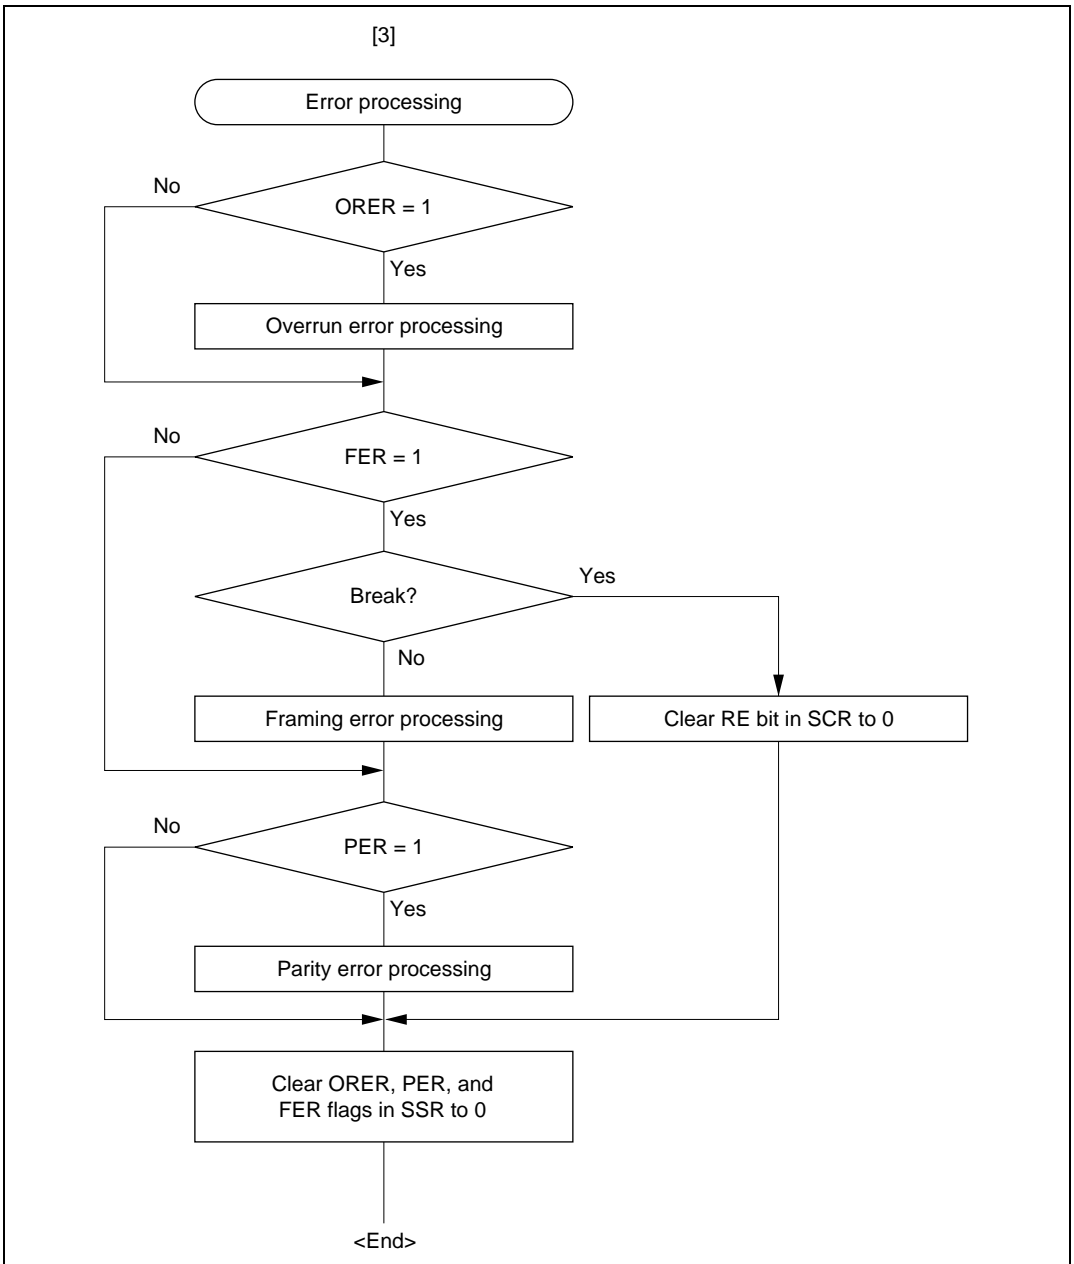 [3]
Error processing
No
ORER = 1
Yes
Overrun error processing
No
FER = 1
Yes
Break?
Yes
No
Framing error processing
Clear RE bit in SCR to 0
No
PER = 1
Yes
Parity error processing
Clear ORER, PER, and
FER flags in SSR to 0
<End>